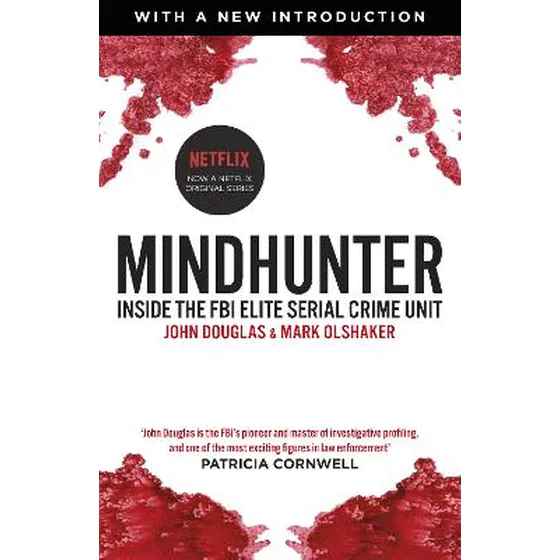 WITH A NEW INTRODUCTION
NETFLIX
NOW A NETFLIX
ORIGINAL SERIES
MINDHUNTER
INSIDE THE FBI ELITE SERIAL CRIME UNIT
JOHN DOUGLAS & MARK OLSHAKER
‘John Douglas is the FBI's pioneer and master of investigative profiling,
and one of the most exciting figures in law enforcement’
PATRICIA CORNWELL